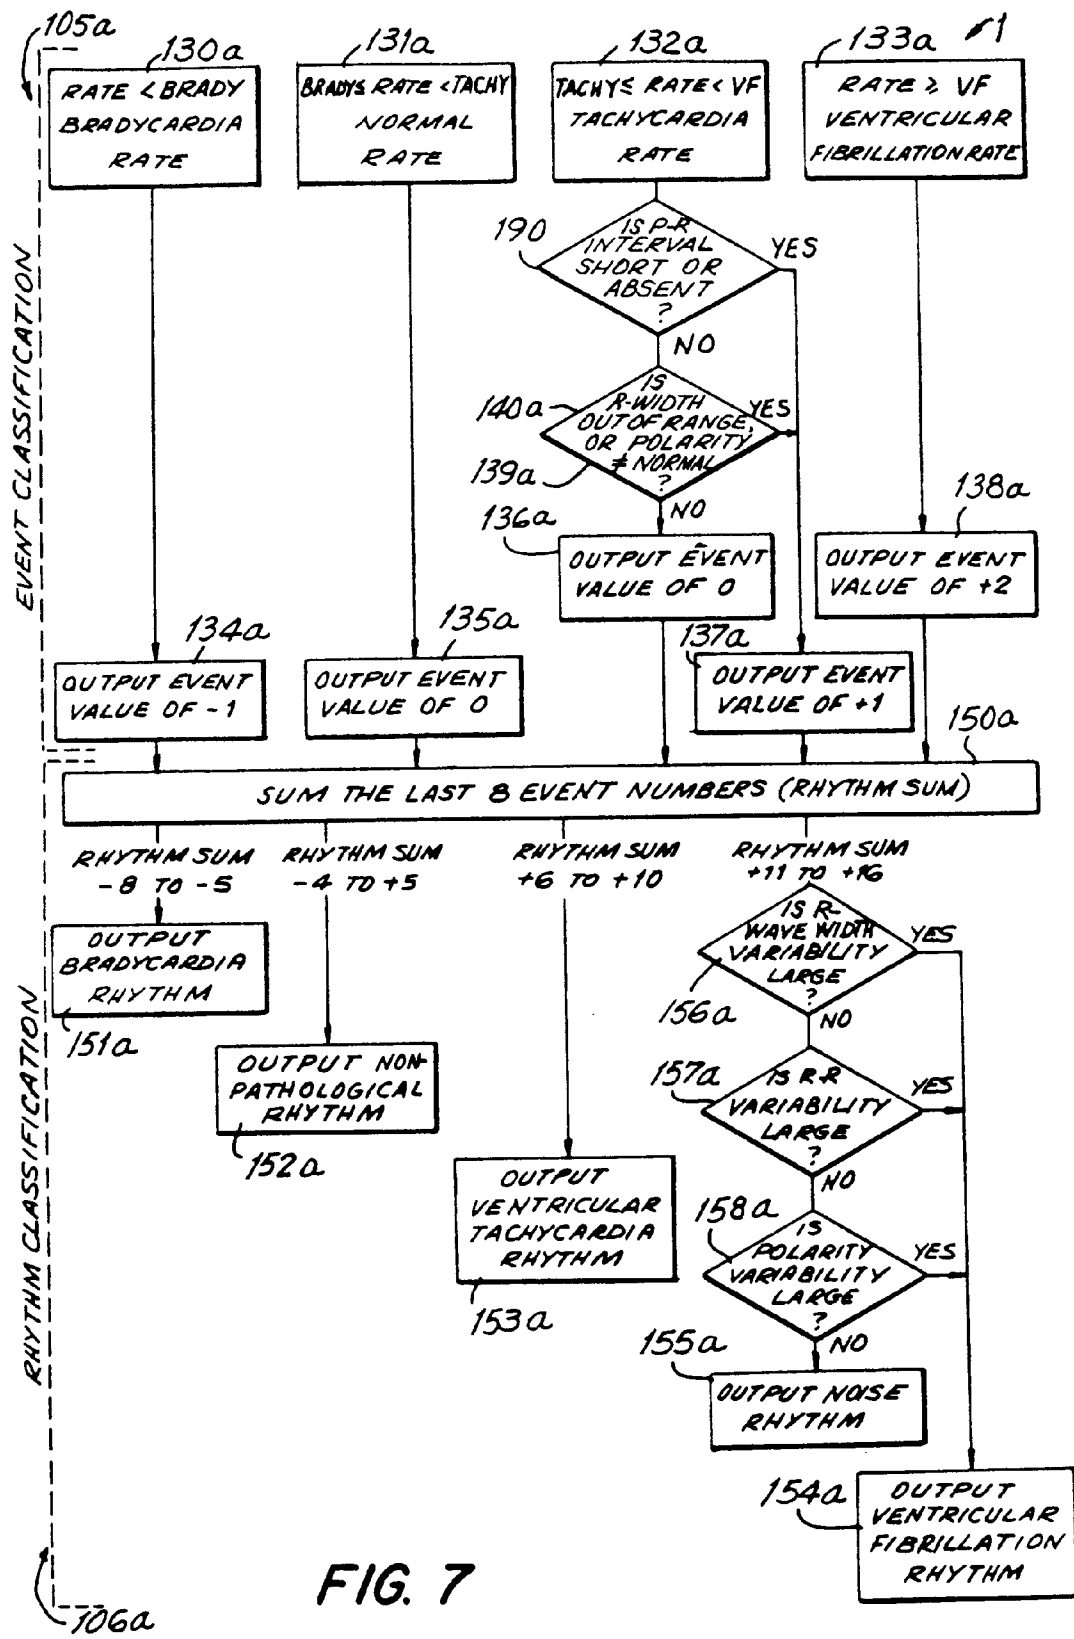 105a
130a
131a
132a
133a
1
RATE < BRADY
BRADYCARDIA
RATE
BRADY ≤ RATE < TACHY
NORMAL
RATE
TACHY ≤ RATE < VF
TACHYCARDIA
RATE
RATE ≥ VF
VENTRICULAR
FIBRILLATION RATE
EVENT CLASSIFICATION
190
IS P-R
INTERVAL
SHORT OR
ABSENT
?
YES
NO
140a
IS
R-WIDTH
OUT OF RANGE,
OR POLARITY
≠ NORMAL
?
YES
139a
NO
136a
OUTPUT EVENT
VALUE OF 0
138a
OUTPUT EVENT
VALUE OF +2
134a
OUTPUT EVENT
VALUE OF -1
135a
OUTPUT EVENT
VALUE OF 0
137a
OUTPUT EVENT
VALUE OF +1
150a
SUM THE LAST 8 EVENT NUMBERS (RHYTHM SUM)
RHYTHM SUM
-8 TO -5
RHYTHM SUM
-4 TO +5
RHYTHM SUM
+6 TO +10
RHYTHM SUM
+11 TO +16
RHYTHM CLASSIFICATION
OUTPUT
BRADYCARDIA
RHYTHM
151a
OUTPUT NON-
PATHOLOGICAL
RHYTHM
152a
OUTPUT
VENTRICULAR
TACHYCARDIA
RHYTHM
153a
IS R-
WAVE WIDTH
VARIABILITY
LARGE
?
YES
156a
NO
157a
IS R-R
VARIABILITY
LARGE
?
YES
NO
158a
IS
POLARITY
VARIABILITY
LARGE
?
YES
NO
155a
OUTPUT NOISE
RHYTHM
154a
OUTPUT
VENTRICULAR
FIBRILLATION
RHYTHM
FIG. 7
106a